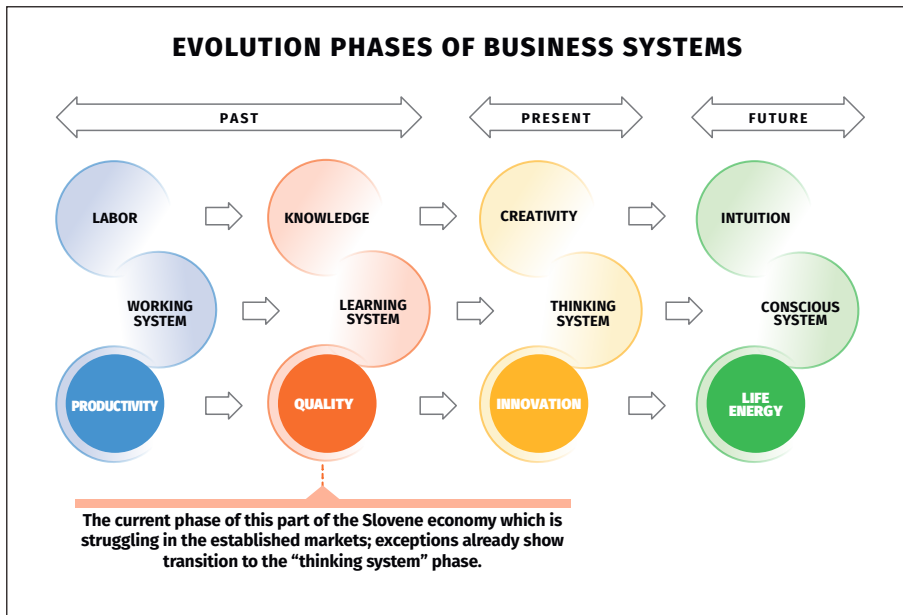 EVOLUTION PHASES OF BUSINESS SYSTEMS
PAST
PRESENT
FUTURE
LABOR
KNOWLEDGE
CREATIVITY
INTUITION
WORKING
SYSTEM
LEARNING
SYSTEM
THINKING
SYSTEM
CONSCIOUS
SYSTEM
PRODUCTIVITY
QUALITY
INNOVATION
LIFE
ENERGY
The current phase of this part of the Slovene economy which is
struggling in the established markets; exceptions already show
transition to the “thinking system” phase.